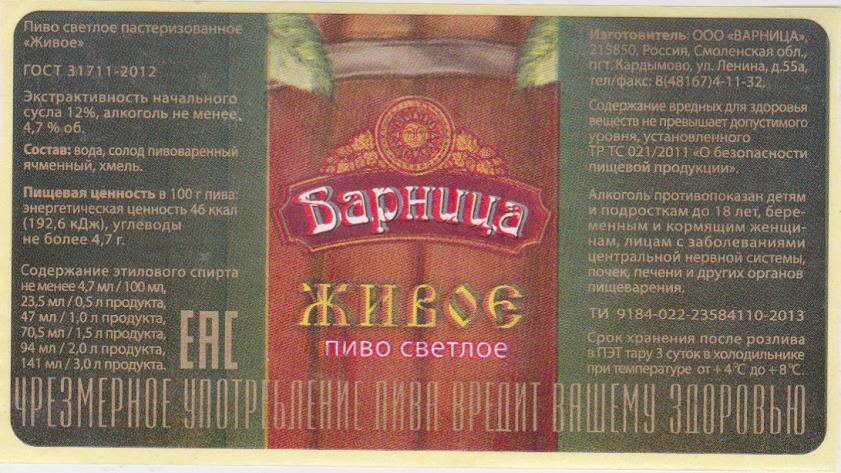 Пиво светлое пастеризованное
«Живое»
ГОСТ 31711-2012
Экстрактивность начального
сусла 12%, алкоголь не менее
4,7 % об.
Состав: вода, солод пивоваренный
ячменный, хмель.
Пищевая ценность в 100 г пива:
энергетическая ценность 46 ккал
(192,6 кДж), углеводы
не более 4,7 г.
Содержание этилового спирта
не менее 4,7 мл / 100 мл,
23,5 мл / 0,5 л продукта,
47 мл / 1,0 л продукта,
70,5 мл / 1,5 л продукта,
94 мл / 2,0 л продукта,
141 мл / 3,0 л продукта.
ЕАС
Варница
ЖИВОЕ
пиво светлое
Изготовитель: ООО «ВАРНИЦА»,
215850, Россия, Смоленская обл.,
пгт. Кардымово, ул. Ленина, д.55а,
тел/факс: 8(48167)4-11-32.
Содержание вредных для здоровья
веществ не превышает допустимого
уровня, установленного
ТР ТС 021/2011 «О безопасности
пищевой продукции».
Алкоголь противопоказан детям
и подросткам до 18 лет, бере-
менным и кормящим женщи-
нам, лицам с заболеваниями
центральной нервной системы,
почек, печени и других органов
пищеварения.
ТИ 9184-022-23584110-2013
Срок хранения после розлива
в ПЭТ тару 3 суток в холодильнике
при температуре от + 4°С до + 8°С.
ЧРЕЗМЕРНОЕ УПОТРЕБЛЕНИЕ ПИВА ВРЕДИТ ВАШЕМУ ЗДОРОВЬЮ